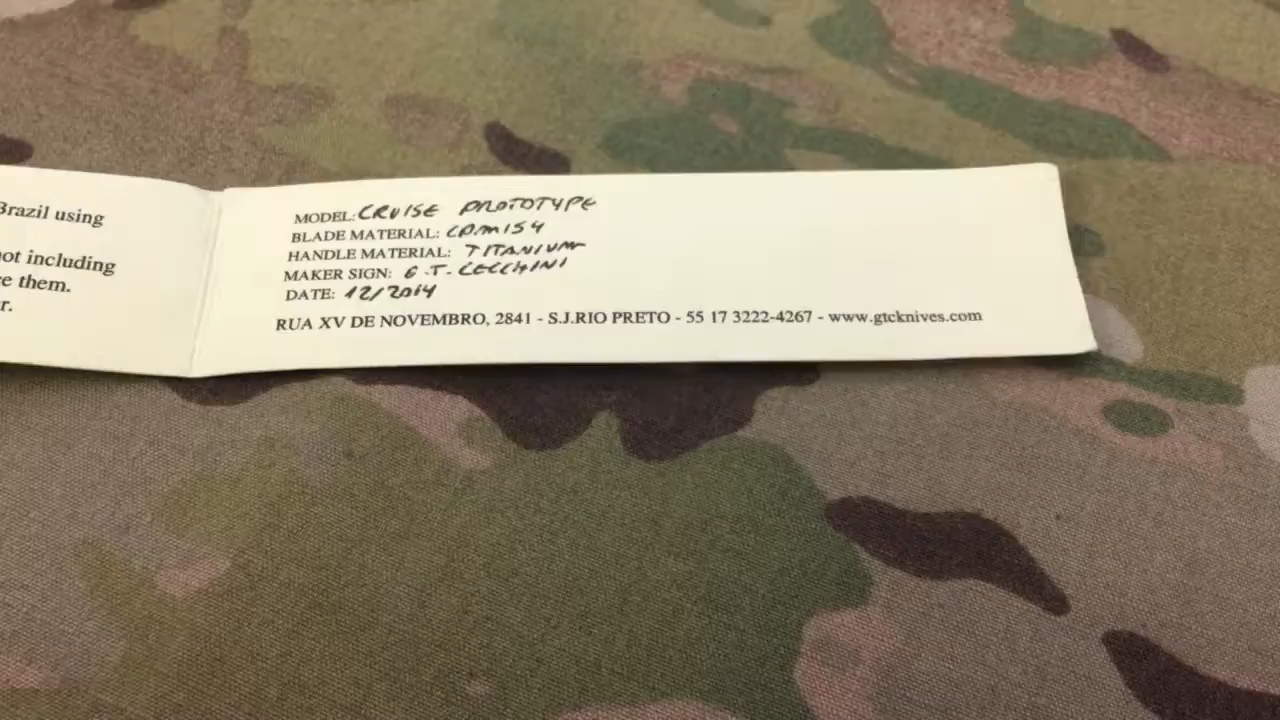 Brazil using
not including
e them.
r.
MODEL: CRUISE PROTOTYPE
BLADE MATERIAL: CPM154
HANDLE MATERIAL: TITANIUM
MAKER SIGN: G.T. CECCHINI
DATE: 12/2014
RUA XV DE NOVEMBRO, 2841 - S.J.RIO PRETO - 55 17 3222-4267 - www.gtcknives.com